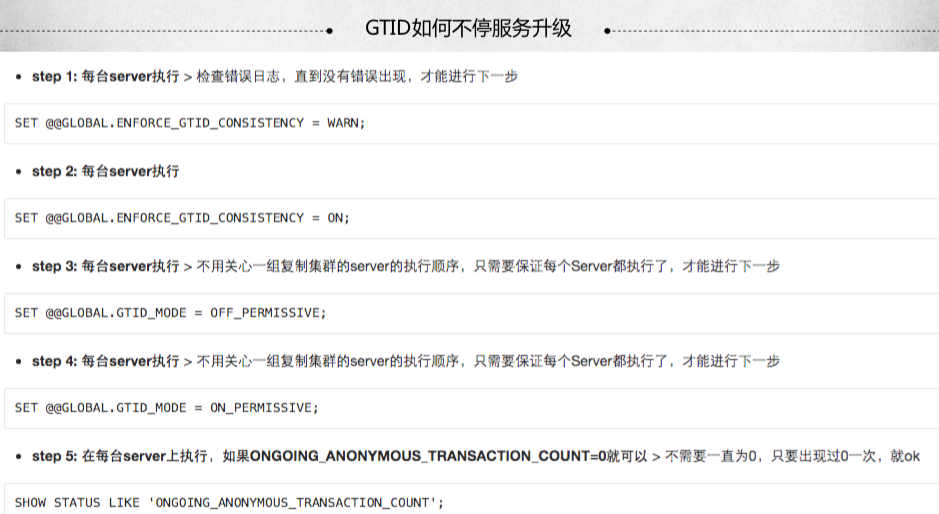 GTID如何不停服务升级
step 1: 每台server执行 > 检查错误日志，直到没有错误出现，才能进行下一步
SET @@GLOBAL.ENFORCE_GTID_CONSISTENCY = WARN;
step 2: 每台server执行
SET @@GLOBAL.ENFORCE_GTID_CONSISTENCY = ON;
step 3: 每台server执行 > 不用关心一组复制集群的server的执行顺序，只需要保证每个Server都执行了，才能进行下一步
SET @@GLOBAL.GTID_MODE = OFF_PERMISSIVE;
step 4: 每台server执行 > 不用关心一组复制集群的server的执行顺序，只需要保证每个Server都执行了，才能进行下一步
SET @@GLOBAL.GTID_MODE = ON_PERMISSIVE;
step 5: 在每台server上执行，如果ONGOING_ANONYMOUS_TRANSACTION_COUNT=0就可以 > 不需要一直为0，只要出现过0一次，就ok
SHOW STATUS LIKE 'ONGOING_ANONYMOUS_TRANSACTION_COUNT';